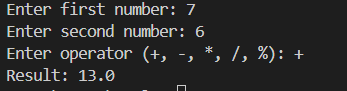 Enter first number: 7
Enter second number: 6
Enter operator (+, -, *, /, %): +
Result: 13.0